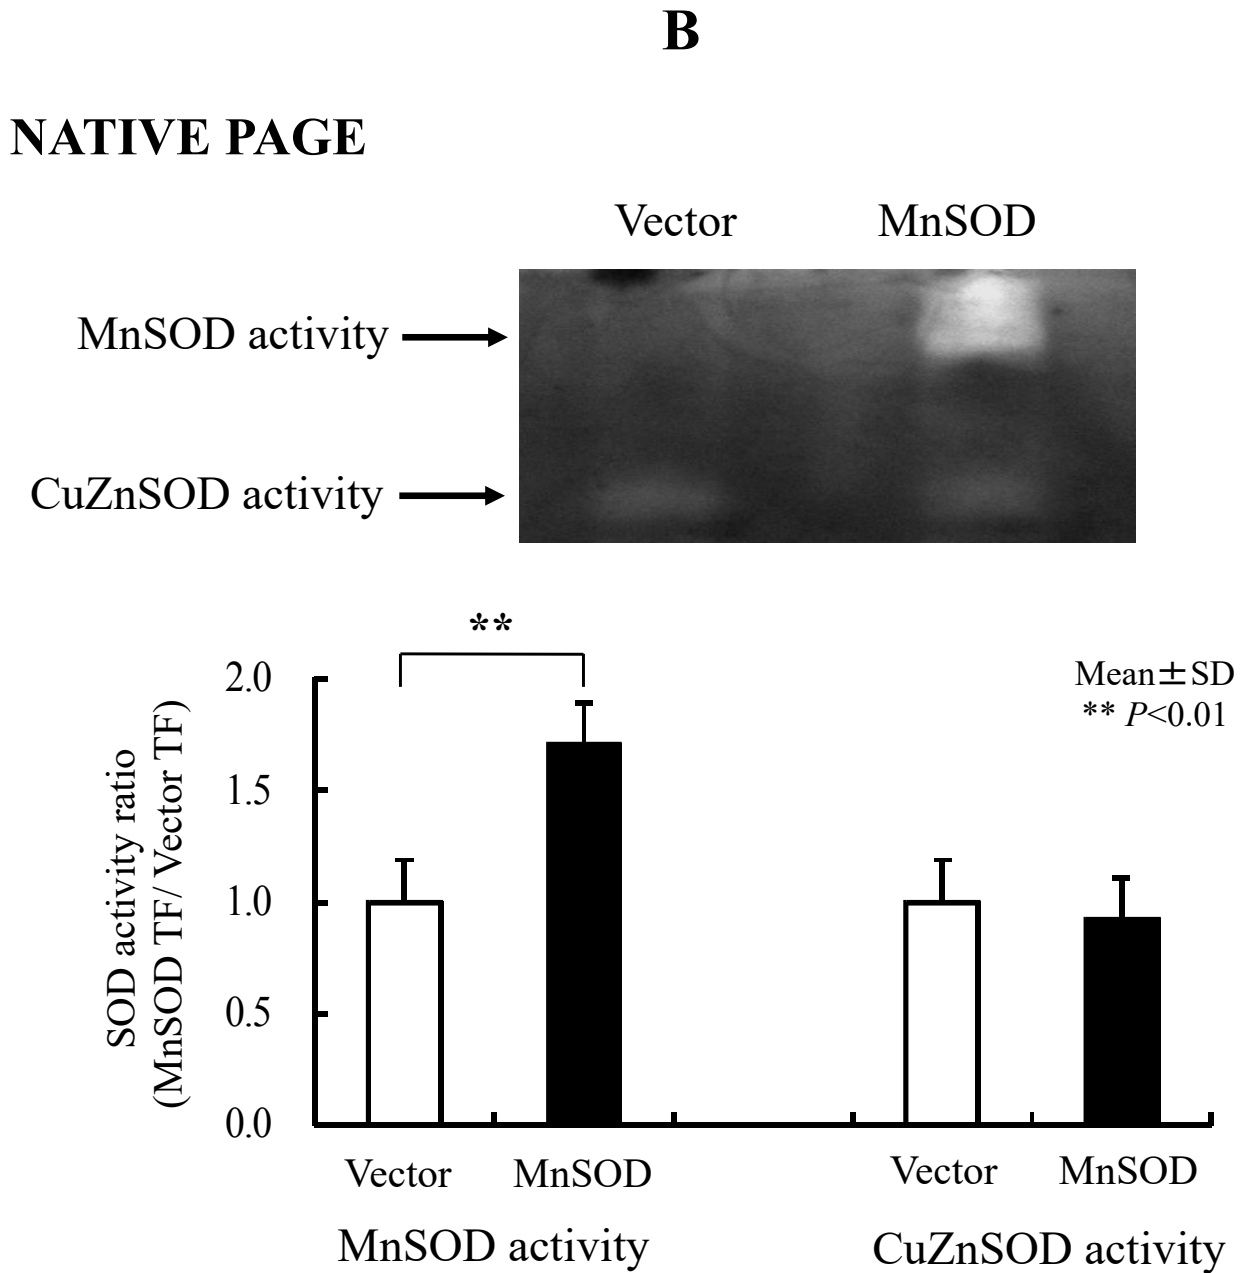 B
NATIVE PAGE
Vector MnSOD
MnSOD activity
CuZnSOD activity
**
Mean±SD
** P<0.01
SOD activity ratio
(MnSOD TF/ Vector TF)
2.0
1.5
1.0
0.5
0.0
Vector MnSOD Vector MnSOD
MnSOD activity CuZnSOD activity